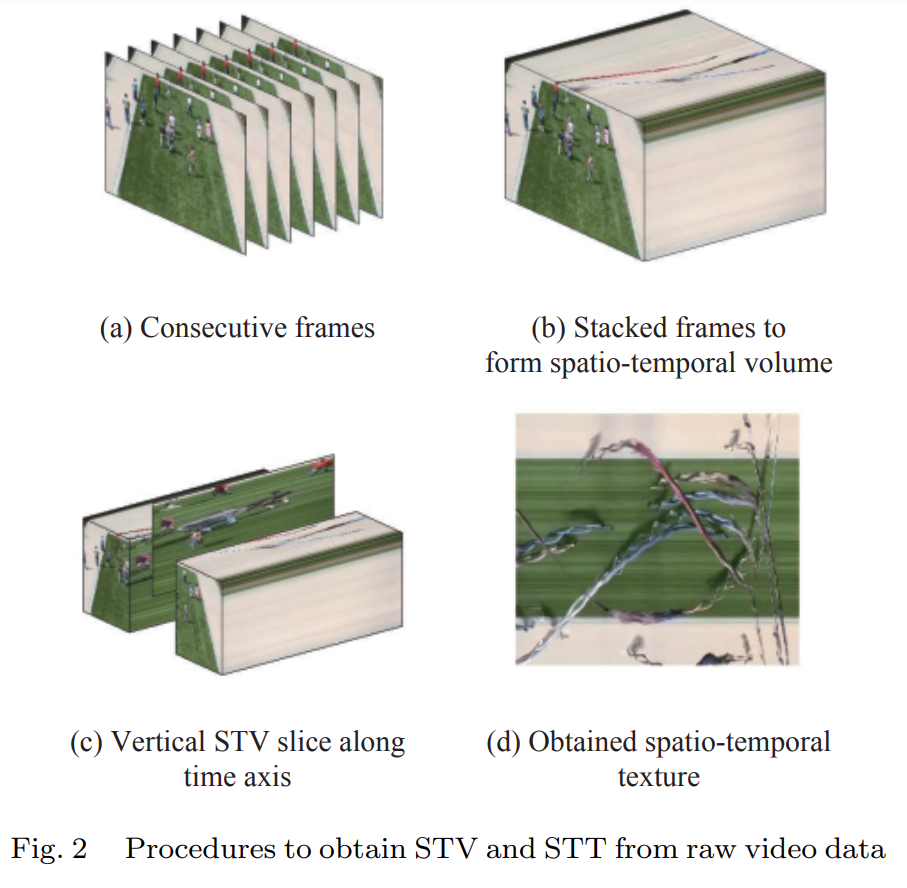 (a) Consecutive frames
(b) Stacked frames to
form spatio-temporal volume
(c) Vertical STV slice along
time axis
(d) Obtained spatio-temporal
texture
Fig. 2 Procedures to obtain STV and STT from raw video data